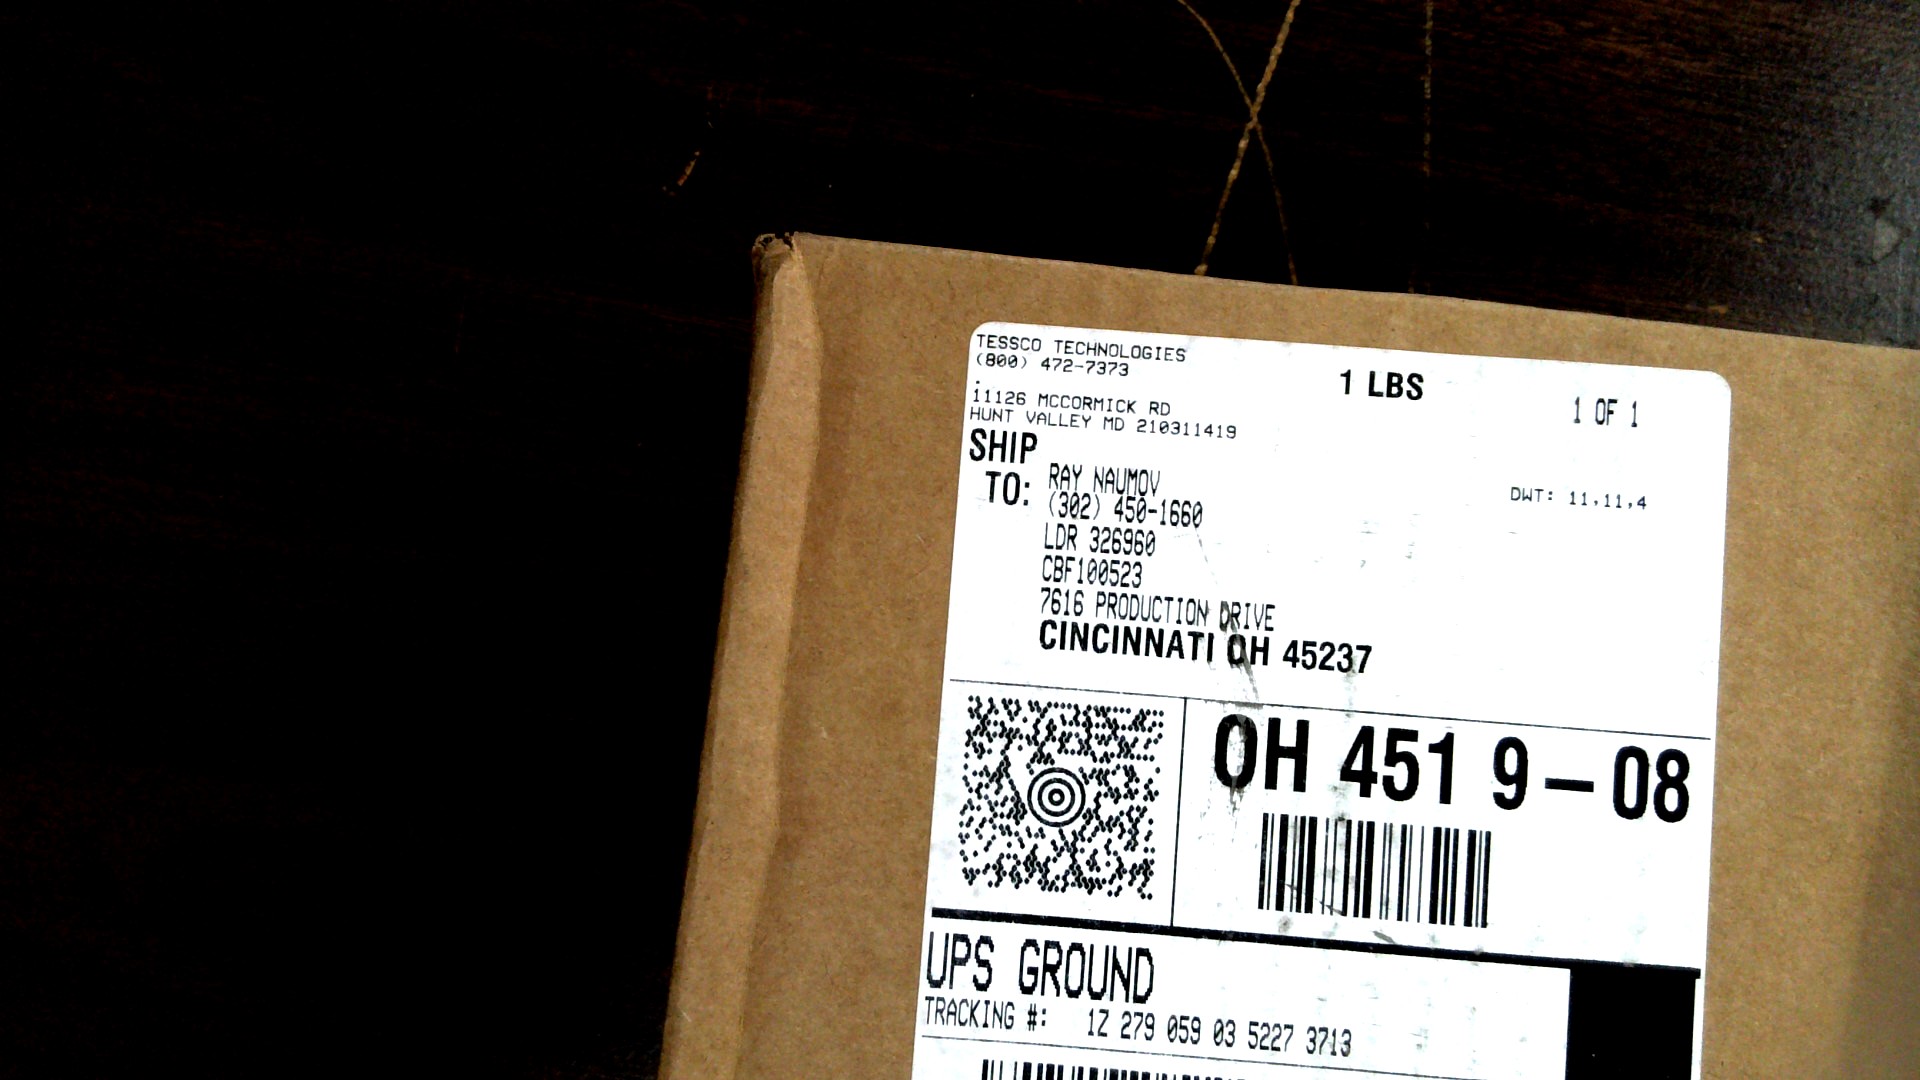 TESSCO TECHNOLOGIES
(800) 472-7373
.
11126 MCCORMICK RD
HUNT VALLEY MD 210311419
1 LBS
1 OF 1
SHIP
TO:
RAY NAUMOV
(302) 450-1660
LDR 326960
CBF100523
7616 PRODUCTION DRIVE
CINCINNATI OH 45237
DWT: 11,11,4
OH 451 9-08
UPS GROUND
TRACKING #: 1Z 279 059 03 5227 3713